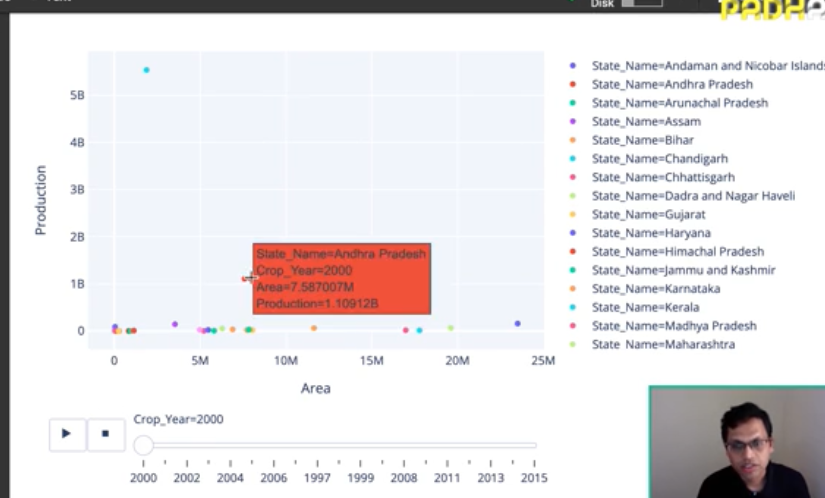 Disk
Production
5B
4B
3B
2B
1B
0
0
5M
10M
15M
20M
25M
Area
State_Name=Andhra Pradesh
Crop_Year=2000
Area=7.587007M
Production=1.10912B
State_Name=Andaman and Nicobar Islands
State_Name=Andhra Pradesh
State_Name=Arunachal Pradesh
State_Name=Assam
State_Name=Bihar
State_Name=Chandigarh
State_Name=Chhattisgarh
State_Name=Dadra and Nagar Haveli
State_Name=Gujarat
State_Name=Haryana
State_Name=Himachal Pradesh
State_Name=Jammu and Kashmir
State_Name=Karnataka
State_Name=Kerala
State_Name=Madhya Pradesh
State_Name=Maharashtra
Crop_Year=2000
2000
2002
2004
2006
1997
1999
2008
2011
2013
2015